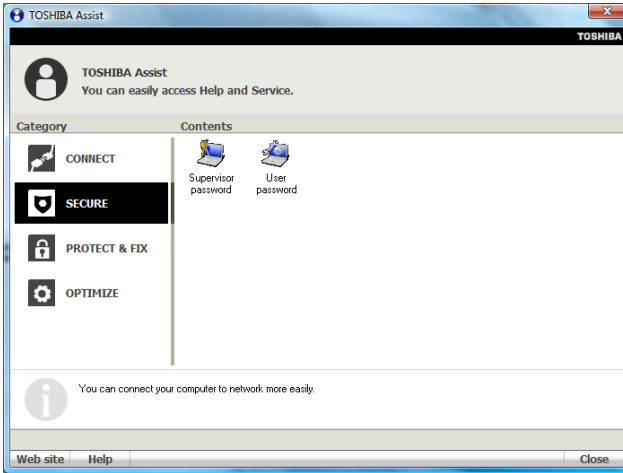 TOSHIBA Assist
TOSHIBA
TOSHIBA Assist
You can easily access Help and Service.
Category
Contents
CONNECT
SECURE
PROTECT & FIX
OPTIMIZE
Supervisor
password
User
password
You can connect your computer to network more easily.
Web site
Help
Close